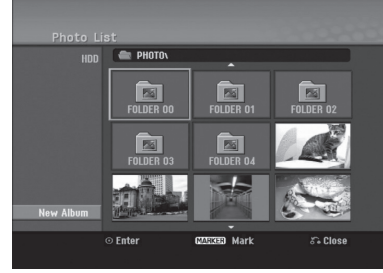 Photo List
HDD
PHOTO\
FOLDER 00
FOLDER 01
FOLDER 02
FOLDER 03
FOLDER 04
New Album
Enter
MARKER Mark
Close